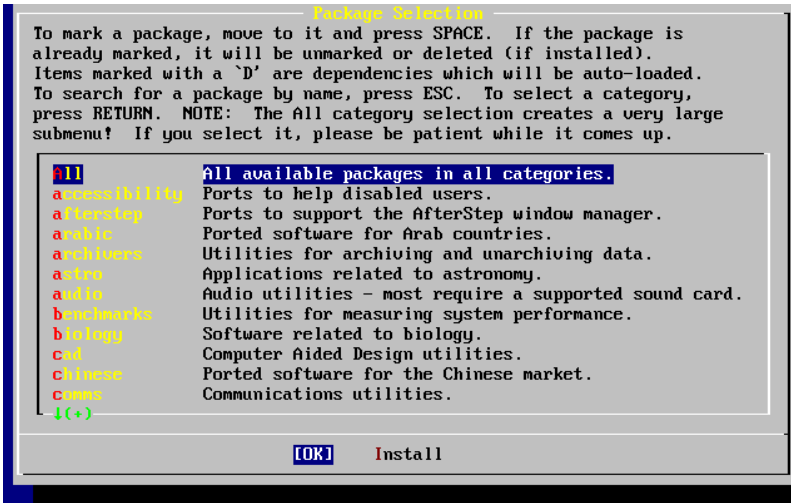 Package Selection
To mark a package, move to it and press SPACE.  If the package is
already marked, it will be unmarked or deleted (if installed).
Items marked with a `D' are dependencies which will be auto-loaded.
To search for a package by name, press ESC.  To select a category,
press RETURN.  NOTE:  The All category selection creates a very large
submenu!  If you select it, please be patient while it comes up.
All All available packages in all categories.
accessibility Ports to help disabled users.
afterstep Ports to support the AfterStep window manager.
arabic Ported software for Arab countries.
archivers Utilities for archiving and unarchiving data.
astro Applications related to astronomy.
audio Audio utilities - most require a supported sound card.
benchmarks Utilities for measuring system performance.
biology Software related to biology.
cad Computer Aided Design utilities.
chinese Ported software for the Chinese market.
comms Communications utilities.
↓(+)
[OK] Install